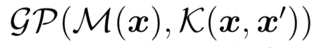 𝒢𝒫(ℳ(𝒙), 𝒦(𝒙, 𝒙′))